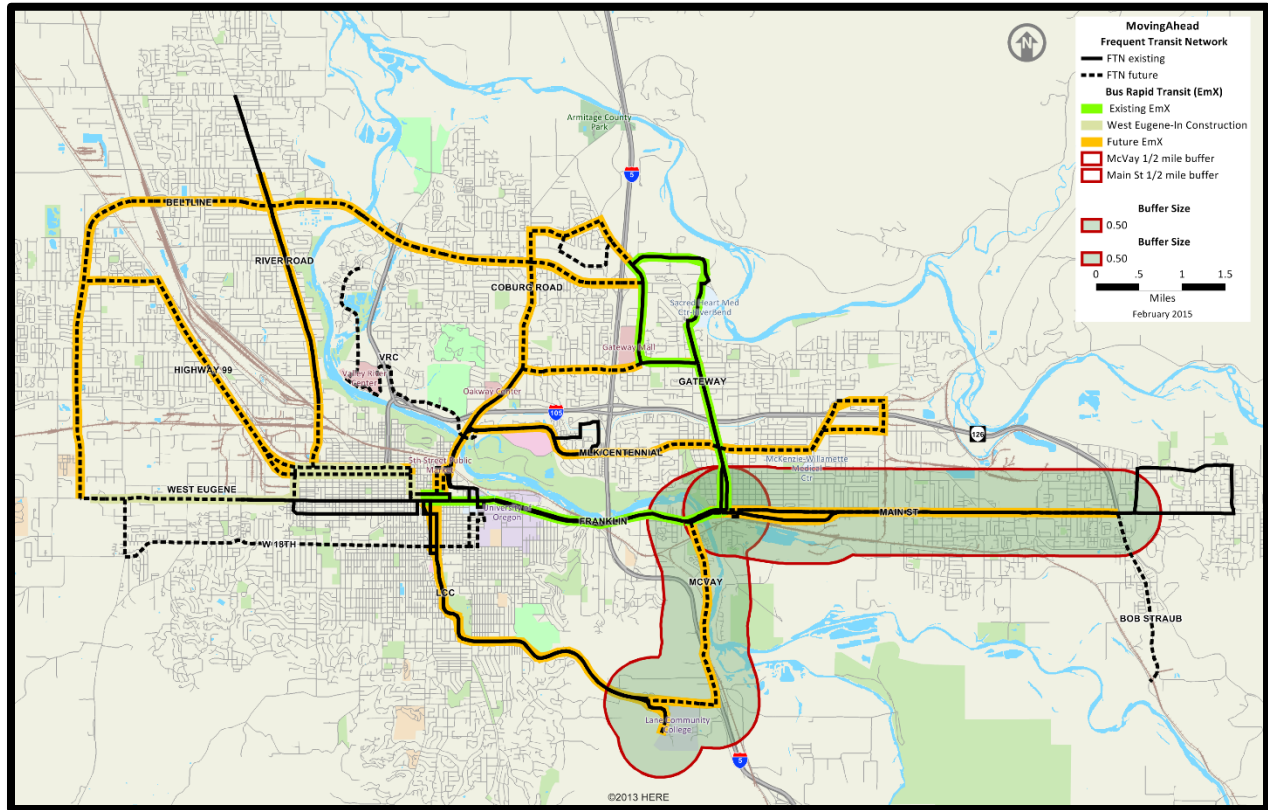 MovingAhead
Frequent Transit Network
FTN existing
FTN future
Bus Rapid Transit (EmX)
Existing EmX
West Eugene-In Construction
Future EmX
McVay 1/2 mile buffer
Main St 1/2 mile buffer
Buffer Size
0.50
Buffer Size
0.50
0 .5 1 1.5
Miles
February 2015
N
Armitage County
Park
5
BELTLINE
RIVER ROAD
COBURG ROAD
Sacred Heart Med
Ctr-RiverBend
Gateway Mall
HIGHWAY 99
VRC
Valley River
Center
GATEWAY
Oakway Center
105
126
MLK/CENTENNIAL
5th Street Public
McKenzie-Willamette
Medical
Ctr
WEST EUGENE
University of
Oregon
FRANKLIN
MAIN ST
W 18TH
MCVAY
LCC
BOB STRAUB
Lane Community
College
5
©2013 HERE